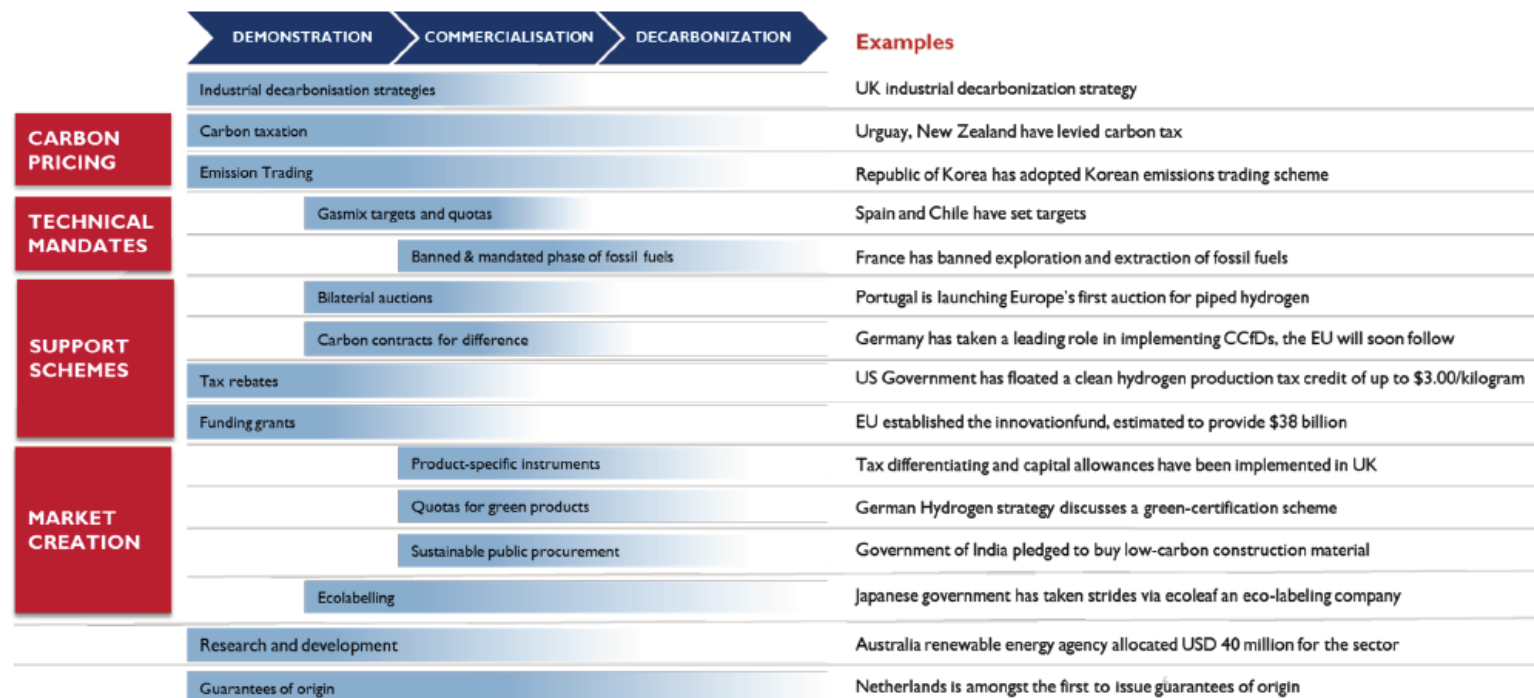 DEMONSTRATION COMMERCIALISATION DECARBONIZATION Examples
Industrial decarbonisation strategies UK industrial decarbonization strategy
CARBON
PRICING
Carbon taxation Urguay, New Zealand have levied carbon tax
Emission Trading Republic of Korea has adopted Korean emissions trading scheme
TECHNICAL
MANDATES
Gasmix targets and quotas Spain and Chile have set targets
Banned & mandated phase of fossil fuels France has banned exploration and extraction of fossil fuels
SUPPORT
SCHEMES
Bilaterial auctions Portugal is launching Europe's first auction for piped hydrogen
Carbon contracts for difference Germany has taken a leading role in implementing CCfDs, the EU will soon follow
Tax rebates US Government has floated a clean hydrogen production tax credit of up to $3.00/kilogram
Funding grants EU established the innovationfund, estimated to provide $38 billion
MARKET
CREATION
Product-specific instruments Tax differentiating and capital allowances have been implemented in UK
Quotas for green products German Hydrogen strategy discusses a green-certification scheme
Sustainable public procurement Government of India pledged to buy low-carbon construction material
Ecolabelling Japanese government has taken strides via ecoleaf an eco-labeling company
Research and development Australia renewable energy agency allocated USD 40 million for the sector
Guarantees of origin Netherlands is amongst the first to issue guarantees of origin